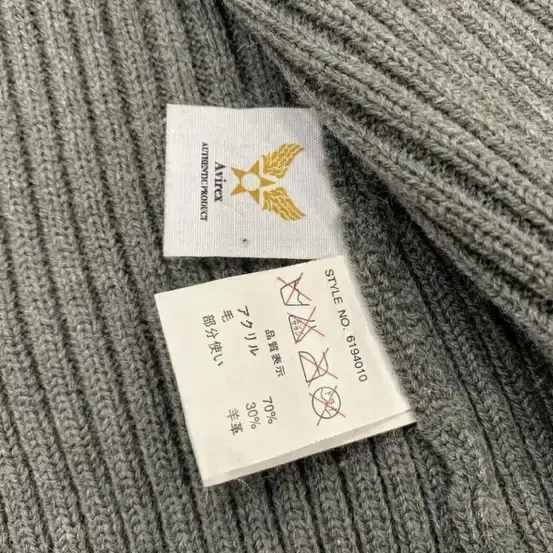 Avirex
AUTHENTIC PRODUCT
STYLE NO: 6194010
品質表示
アクリル 70%
毛 30%
部分使い 羊革